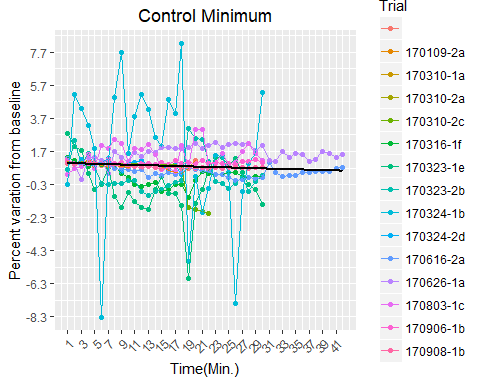 Control Minimum
Trial
170109-2a
170310-1a
170310-2a
170310-2c
170316-1f
170323-1e
170323-2b
170324-1b
170324-2d
170616-2a
170626-1a
170803-1c
170906-1b
170908-1b
Percent varation from baseline
7.7
5.7
3.7
1.7
-0.3
-2.3
-4.3
-6.3
-8.3
1 3 5 7 9 11 13 15 17 19 21 23 25 27 29 31 33 35 37 39 41
Time(Min.)